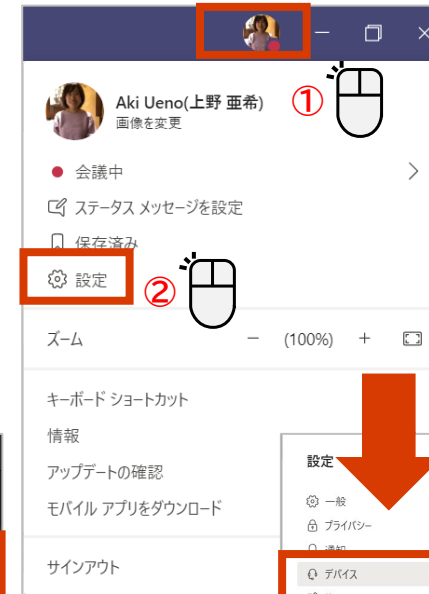 Aki Ueno(上野 亜希)
画像を変更
①
会議中
ステータス メッセージを設定
保存済み
設定
②
ズーム
− (100%) +
キーボード ショートカット
情報
アップデートの確認
モバイル アプリをダウンロード
サインアウト
設定
一般
プライバシー
通知
デバイス